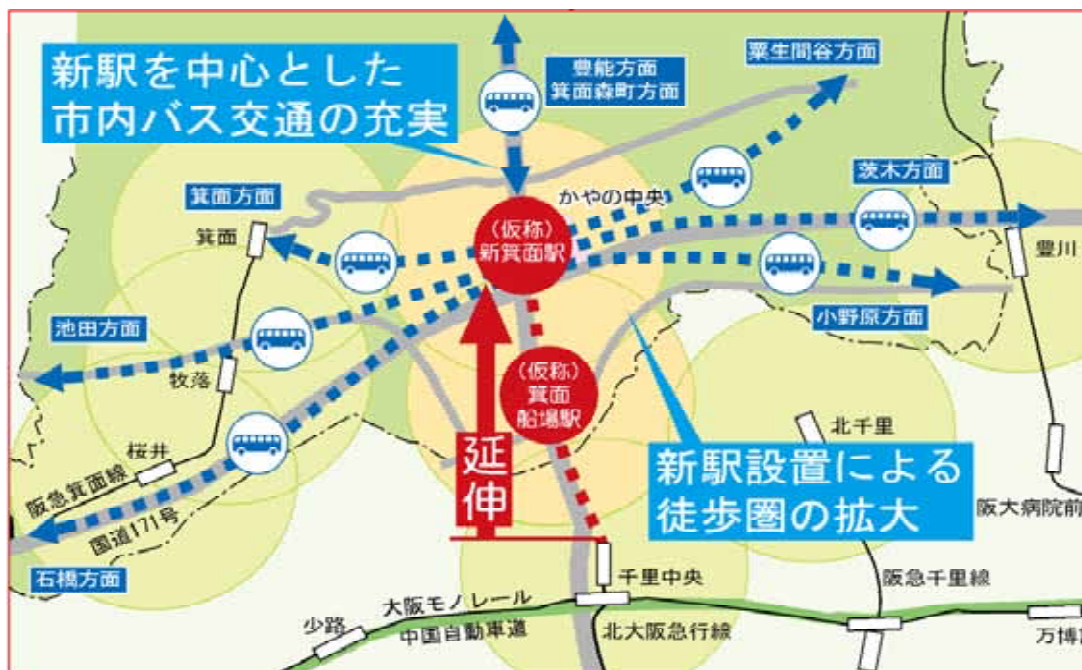 新駅を中心とした
市内バス交通の充実
豊能方面
箕面森町方面
粟生間谷方面
箕面方面
箕面
かやの中央
茨木方面
(仮称)
新箕面駅
豊川
池田方面
小野原方面
牧落
(仮称)
箕面
船場駅
桜井
延伸
北千里
新駅設置による
徒歩圏の拡大
阪急箕面線
国道171号
阪大病院前
石橋方面
千里中央
阪急千里線
大阪モノレール
少路
中国自動車道
北大阪急行線